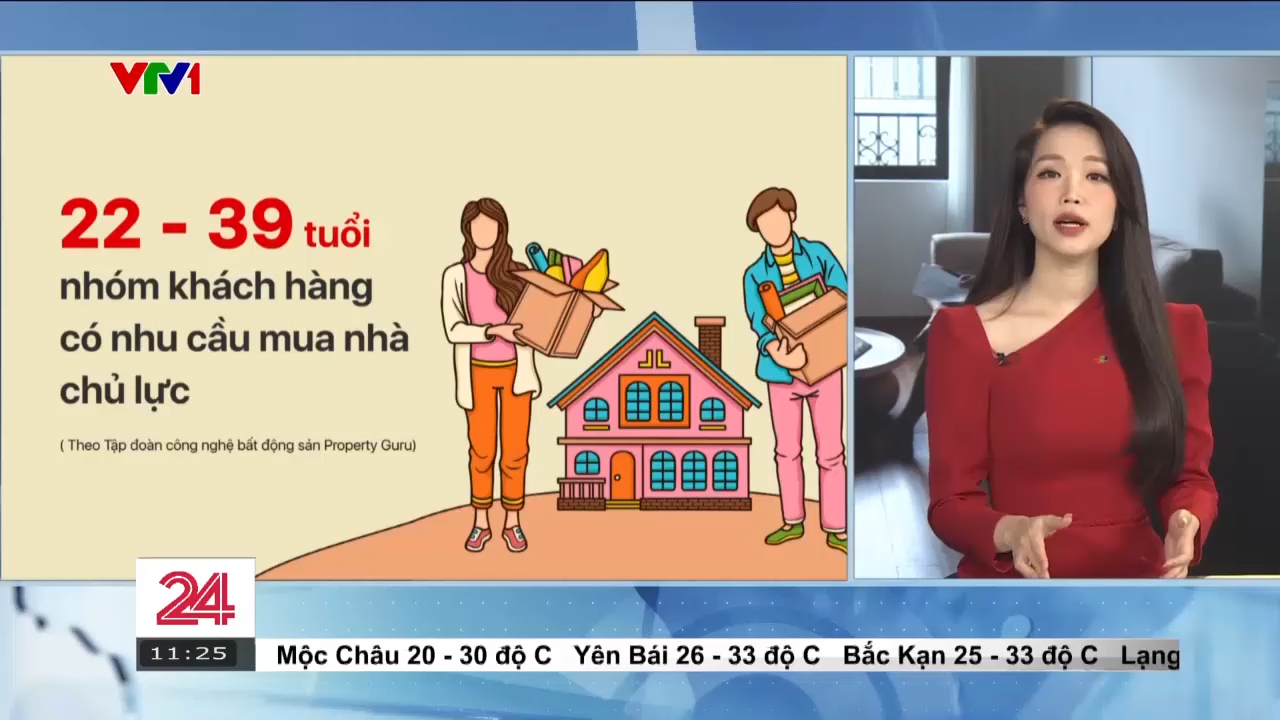 VTV1
22 - 39 tuổi
nhóm khách hàng
có nhu cầu mua nhà
chủ lực
( Theo Tập đoàn công nghệ bất động sản Property Guru)
24
11:25
Mộc Châu 20 - 30 độ C Yên Bái 26 - 33 độ C Bắc Kạn 25 - 33 độ C Lạng